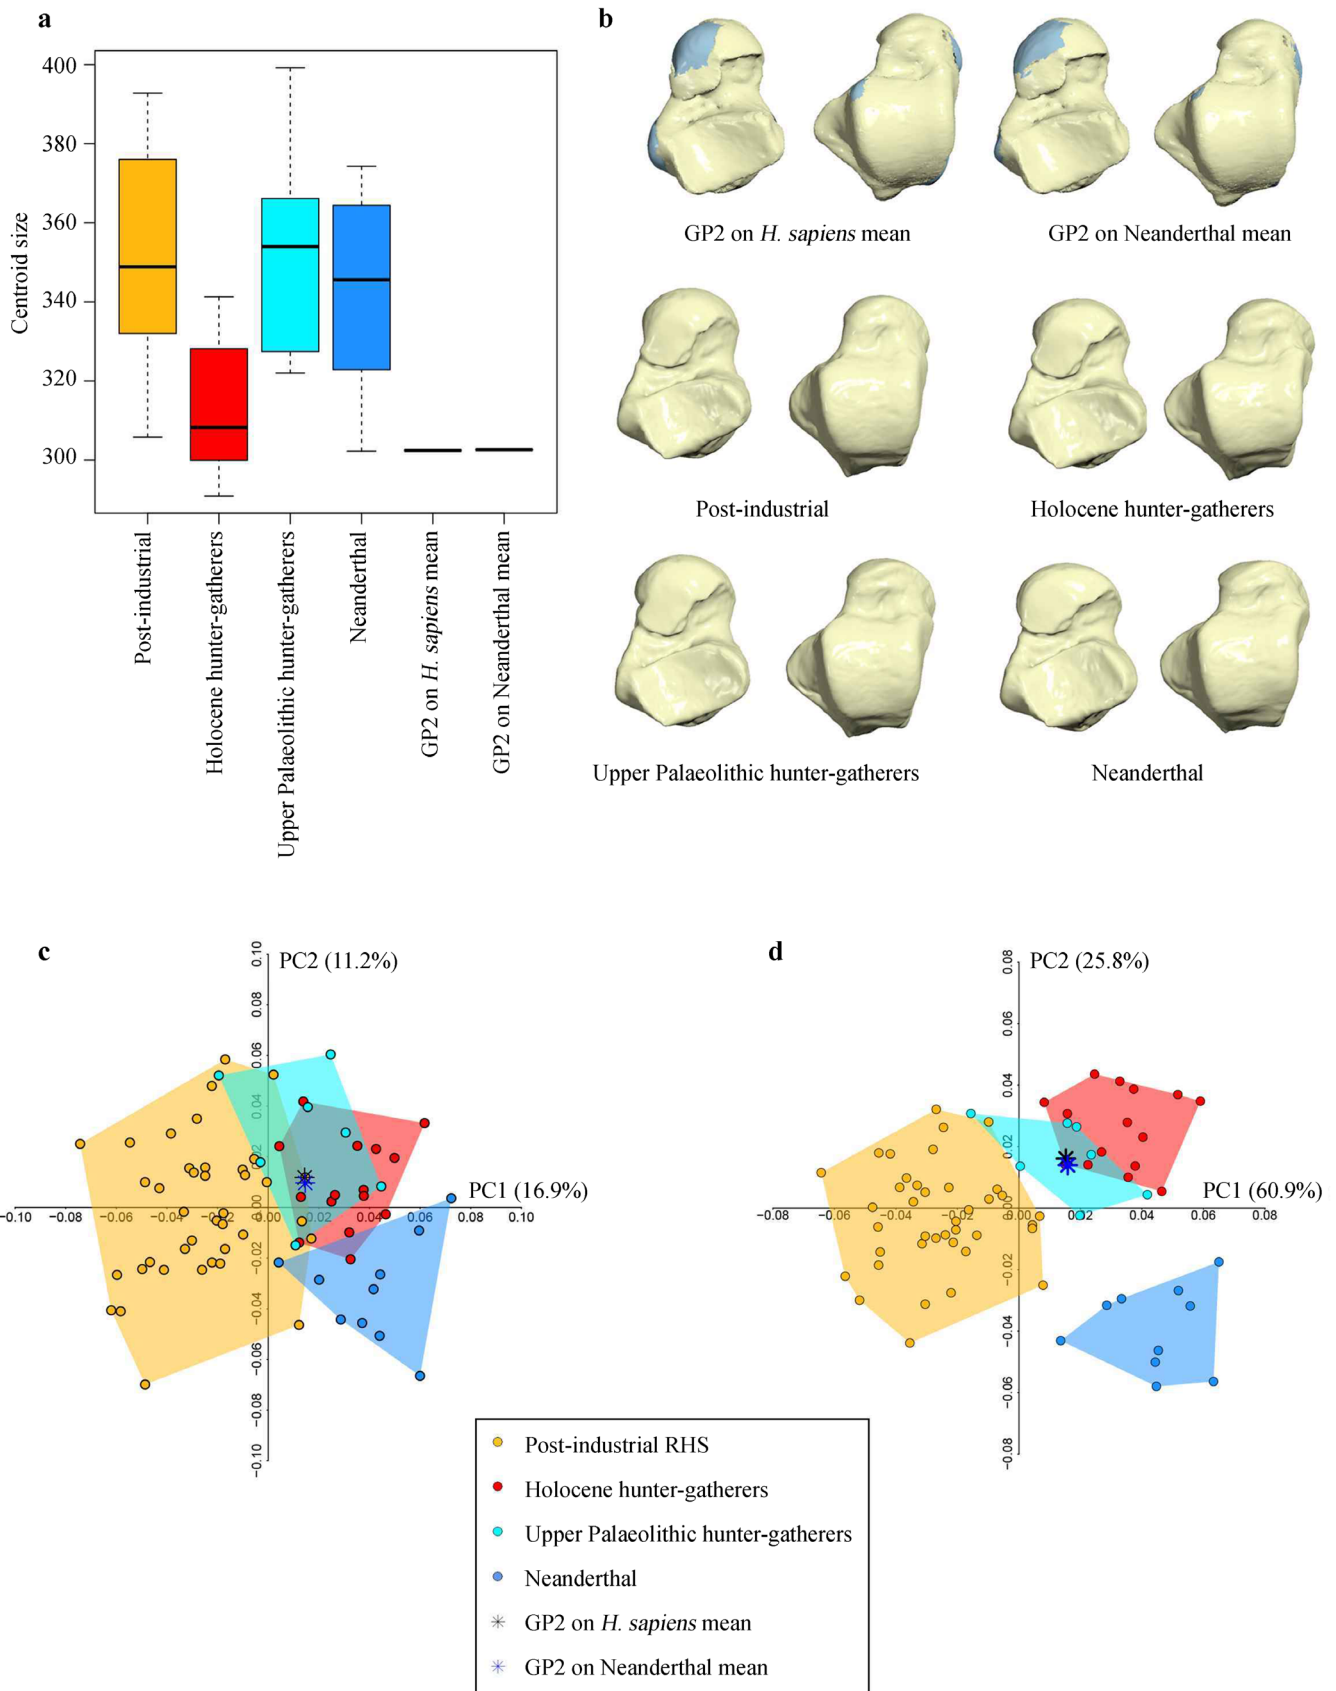 a
400
380
360
340
320
300
Centroid size
Post-industrial
Holocene hunter-gatherers
Upper Palaeolithic hunter-gatherers
Neanderthal
GP2 on H. sapiens mean
GP2 on Neanderthal mean
b
GP2 on H. sapiens mean
GP2 on Neanderthal mean
Post-industrial
Holocene hunter-gatherers
Upper Palaeolithic hunter-gatherers
Neanderthal
c
PC2 (11.2%)
0.10
0.08
0.06
0.04
0.02
0.00
−0.02
−0.04
−0.06
−0.08
−0.10
PC1 (16.9%)
−0.10
−0.08
−0.06
−0.04
−0.02
0.00
0.02
0.04
0.06
0.08
0.10
d
PC2 (25.8%)
0.08
0.06
0.04
0.02
0.00
−0.02
−0.04
−0.06
−0.08
PC1 (60.9%)
−0.08
−0.06
−0.04
−0.02
0.00
0.02
0.04
0.06
0.08
Post-industrial RHS
Holocene hunter-gatherers
Upper Palaeolithic hunter-gatherers
Neanderthal
GP2 on H. sapiens mean
GP2 on Neanderthal mean